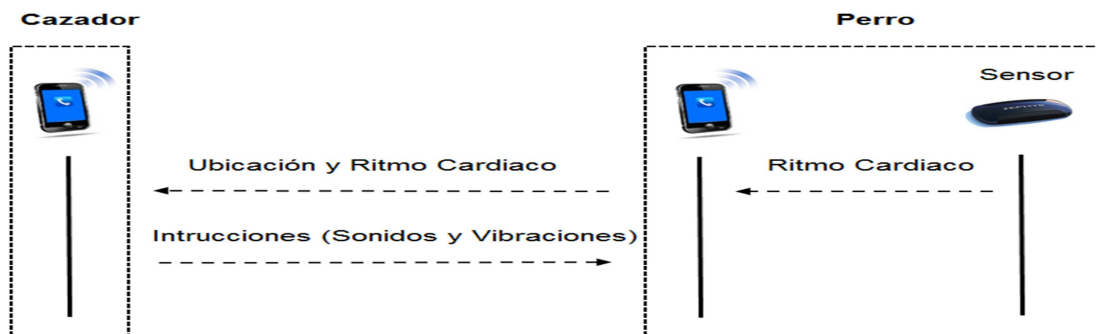 Cazador
Perro
Sensor
Ubicación y Ritmo Cardiaco
Ritmo Cardiaco
Intrucciones (Sonidos y Vibraciones)